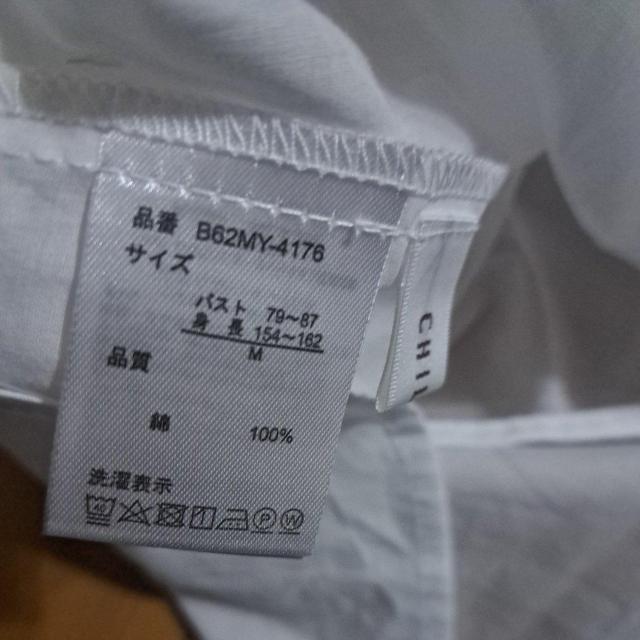 品番 B62MY-4176
サイズ
バスト 79～87
身長 154～162
M
品質
綿 100%
洗濯表示
P W
CHI